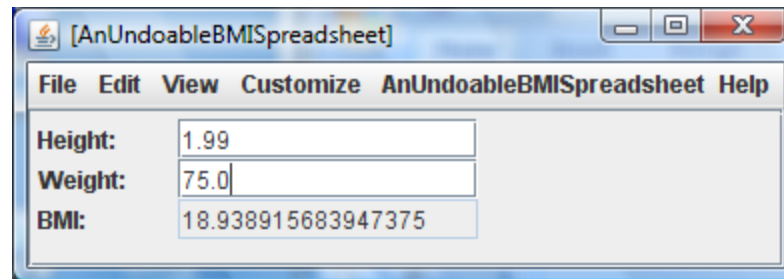 [AnUndoableBMISpreadsheet]
File Edit View Customize AnUndoableBMISpreadsheet Help
Height: 1.99
Weight: 75.0
BMI: 18.938915683947375